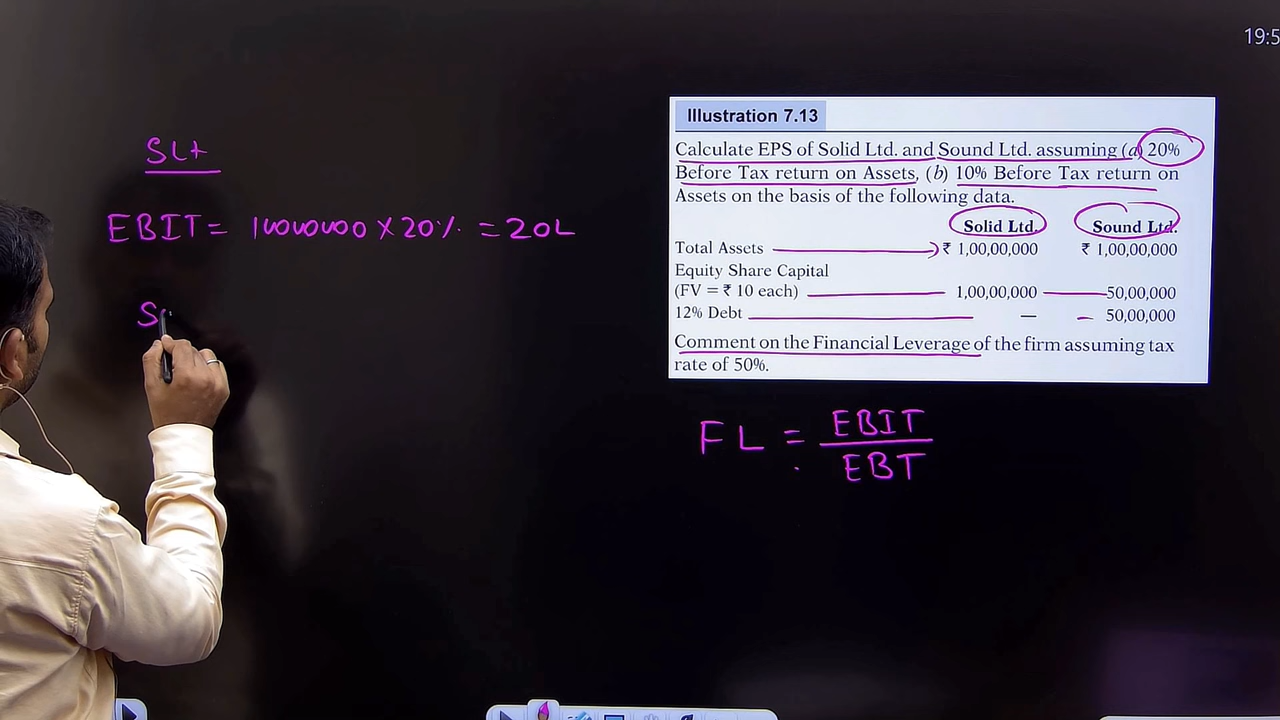 19:5
SLt
EBIT = 10000000 × 20% = 20L
S
Illustration 7.13
Calculate EPS of Solid Ltd. and Sound Ltd. assuming (a) 20%
Before Tax return on Assets, (b) 10% Before Tax return on
Assets on the basis of the following data.
Solid Ltd. Sound Ltd.
Total Assets ₹ 1,00,00,000 ₹ 1,00,00,000
Equity Share Capital
(FV = ₹ 10 each) 1,00,00,000 50,00,000
12% Debt — 50,00,000
Comment on the Financial Leverage of the firm assuming tax
rate of 50%.
FL = EBIT
EBT